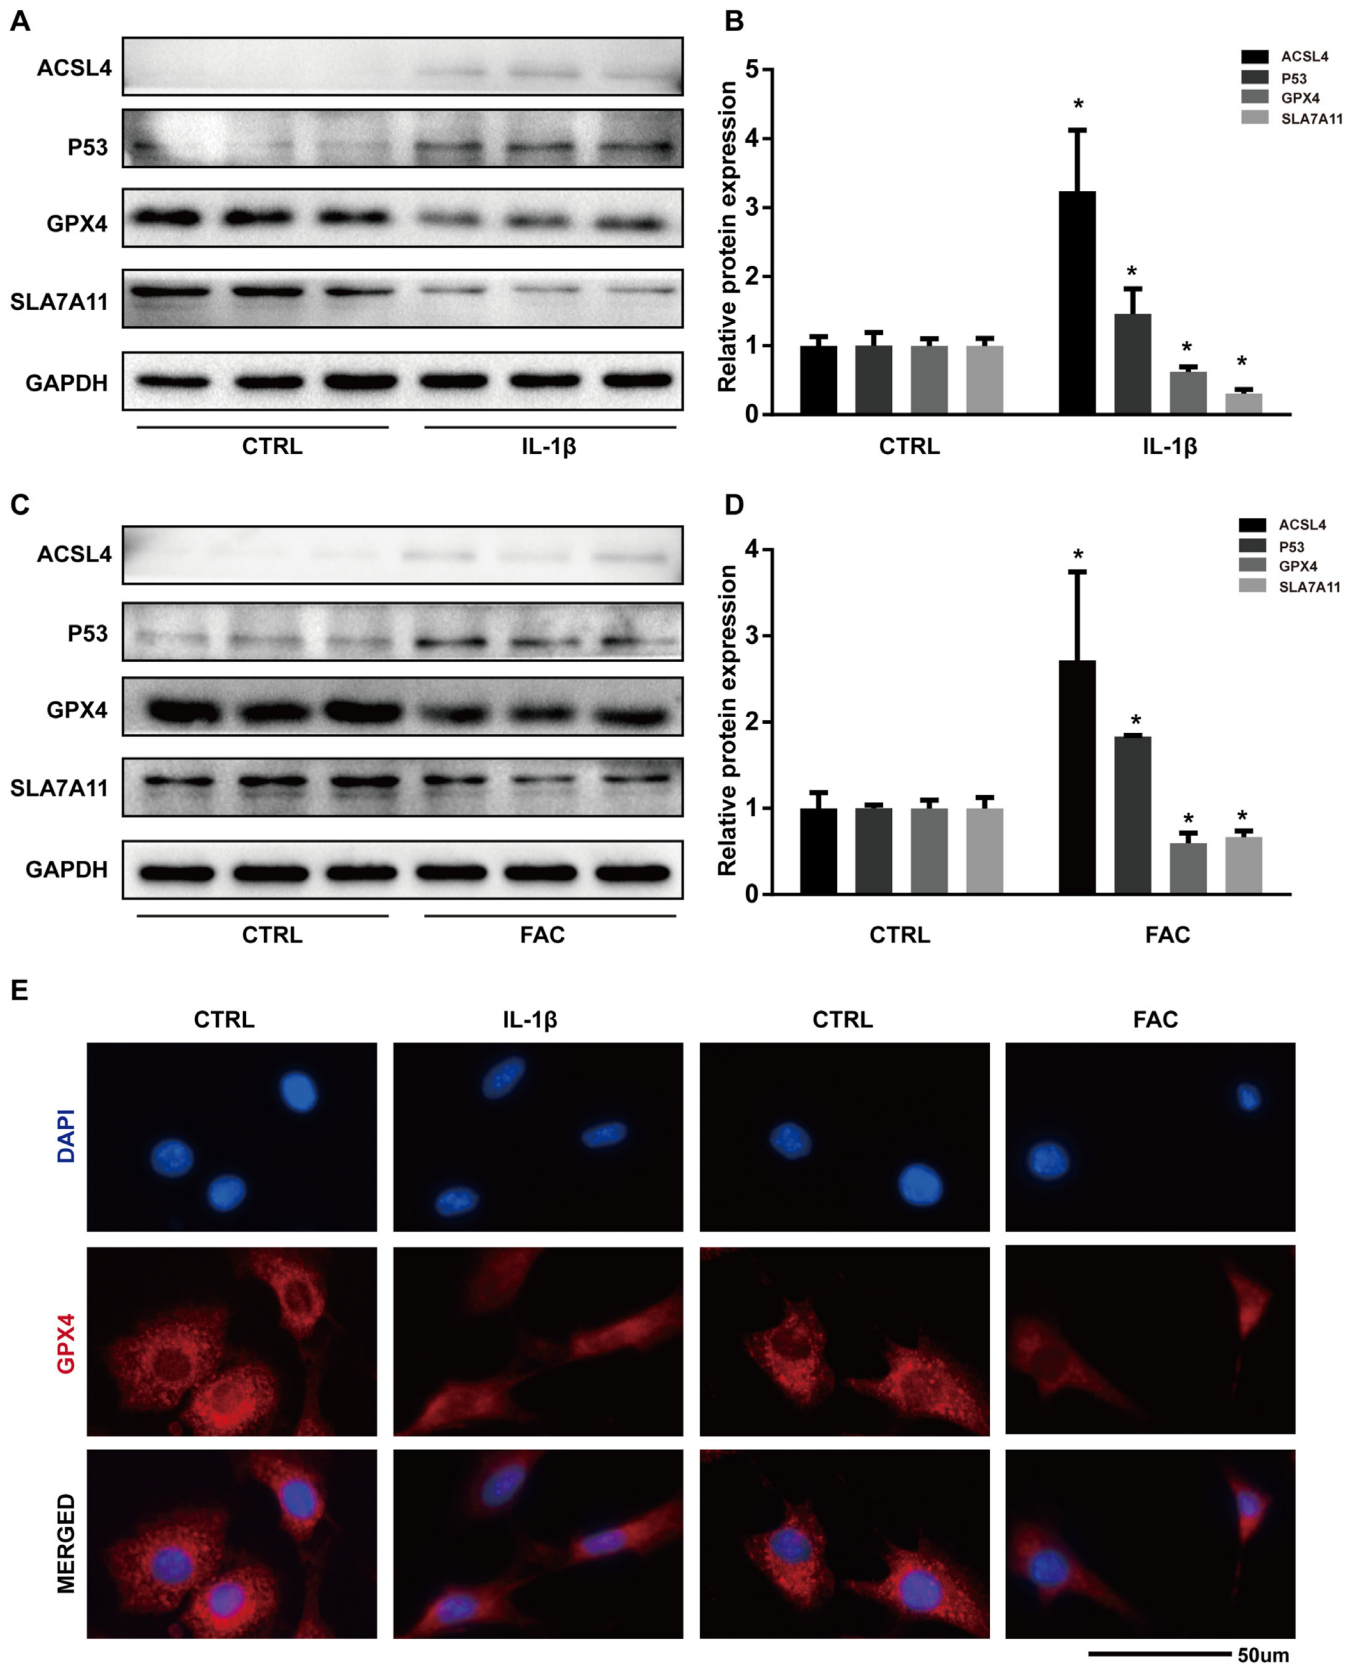 A
ACSL4
P53
GPX4
SLA7A11
GAPDH
CTRL IL-1β
B
Relative protein expression
5
4
3
2
1
0
CTRL IL-1β
ACSL4
P53
GPX4
SLA7A11
C
ACSL4
P53
GPX4
SLA7A11
GAPDH
CTRL FAC
D
Relative protein expression
4
3
2
1
0
CTRL FAC
ACSL4
P53
GPX4
SLA7A11
* * * *
* * * *
E
CTRL IL-1β CTRL FAC
DAPI
GPX4
MERGED
50um